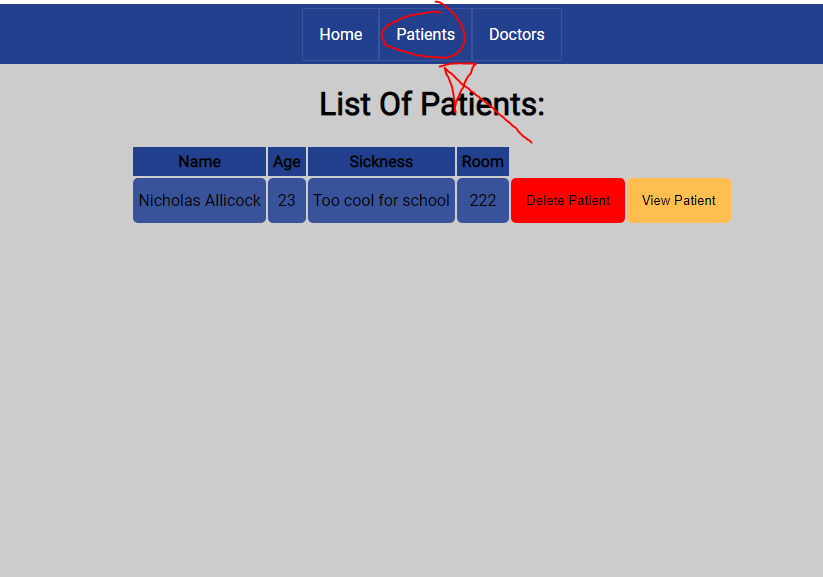 Home Patients Doctors
List Of Patients:
Name Age Sickness Room
Nicholas Allicock 23 Too cool for school 222 Delete Patient View Patient